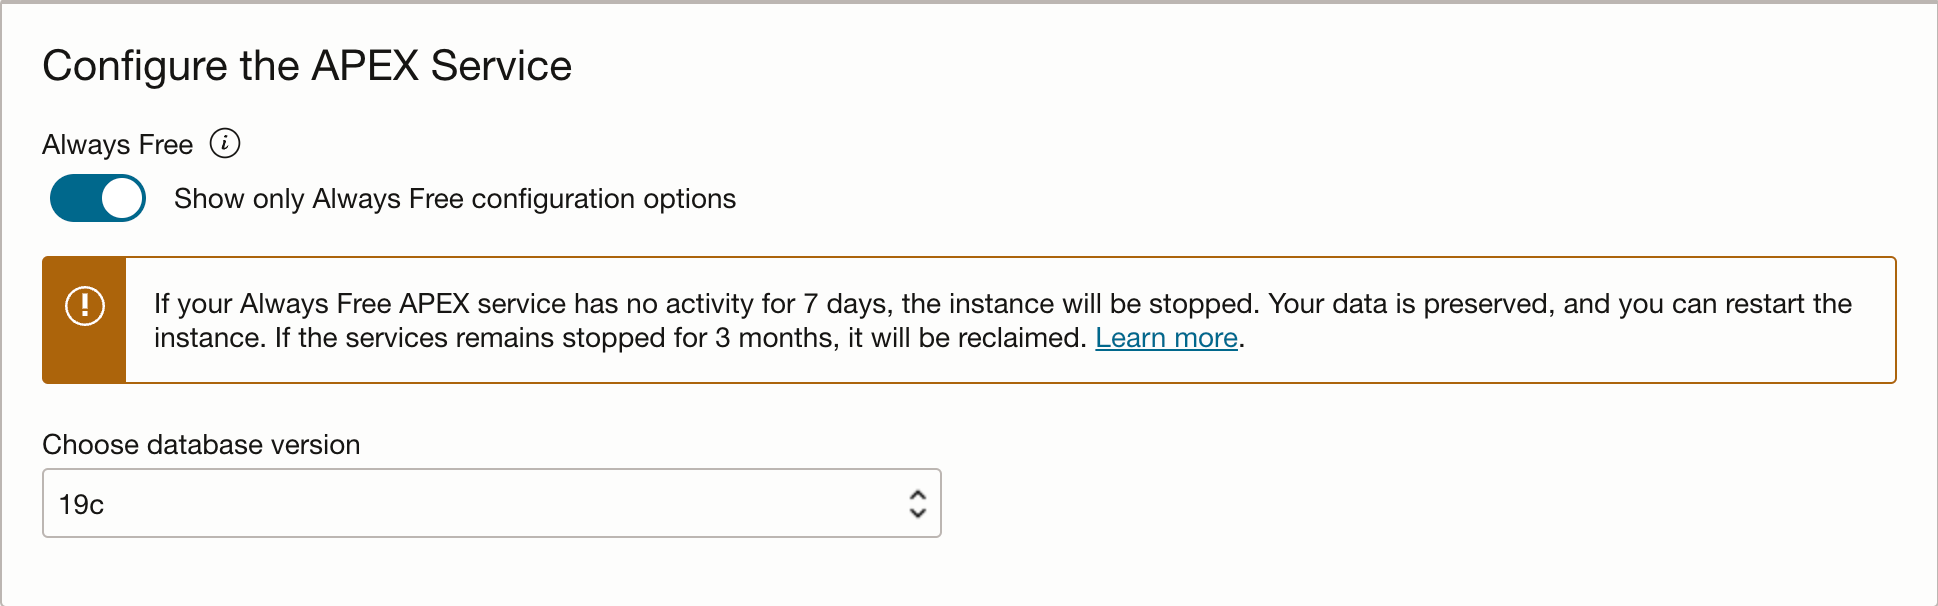 Configure the APEX Service
Always Free
Show only Always Free configuration options
If your Always Free APEX service has no activity for 7 days, the instance will be stopped. Your data is preserved, and you can restart the
instance. If the services remains stopped for 3 months, it will be reclaimed. Learn more.
Choose database version
19c